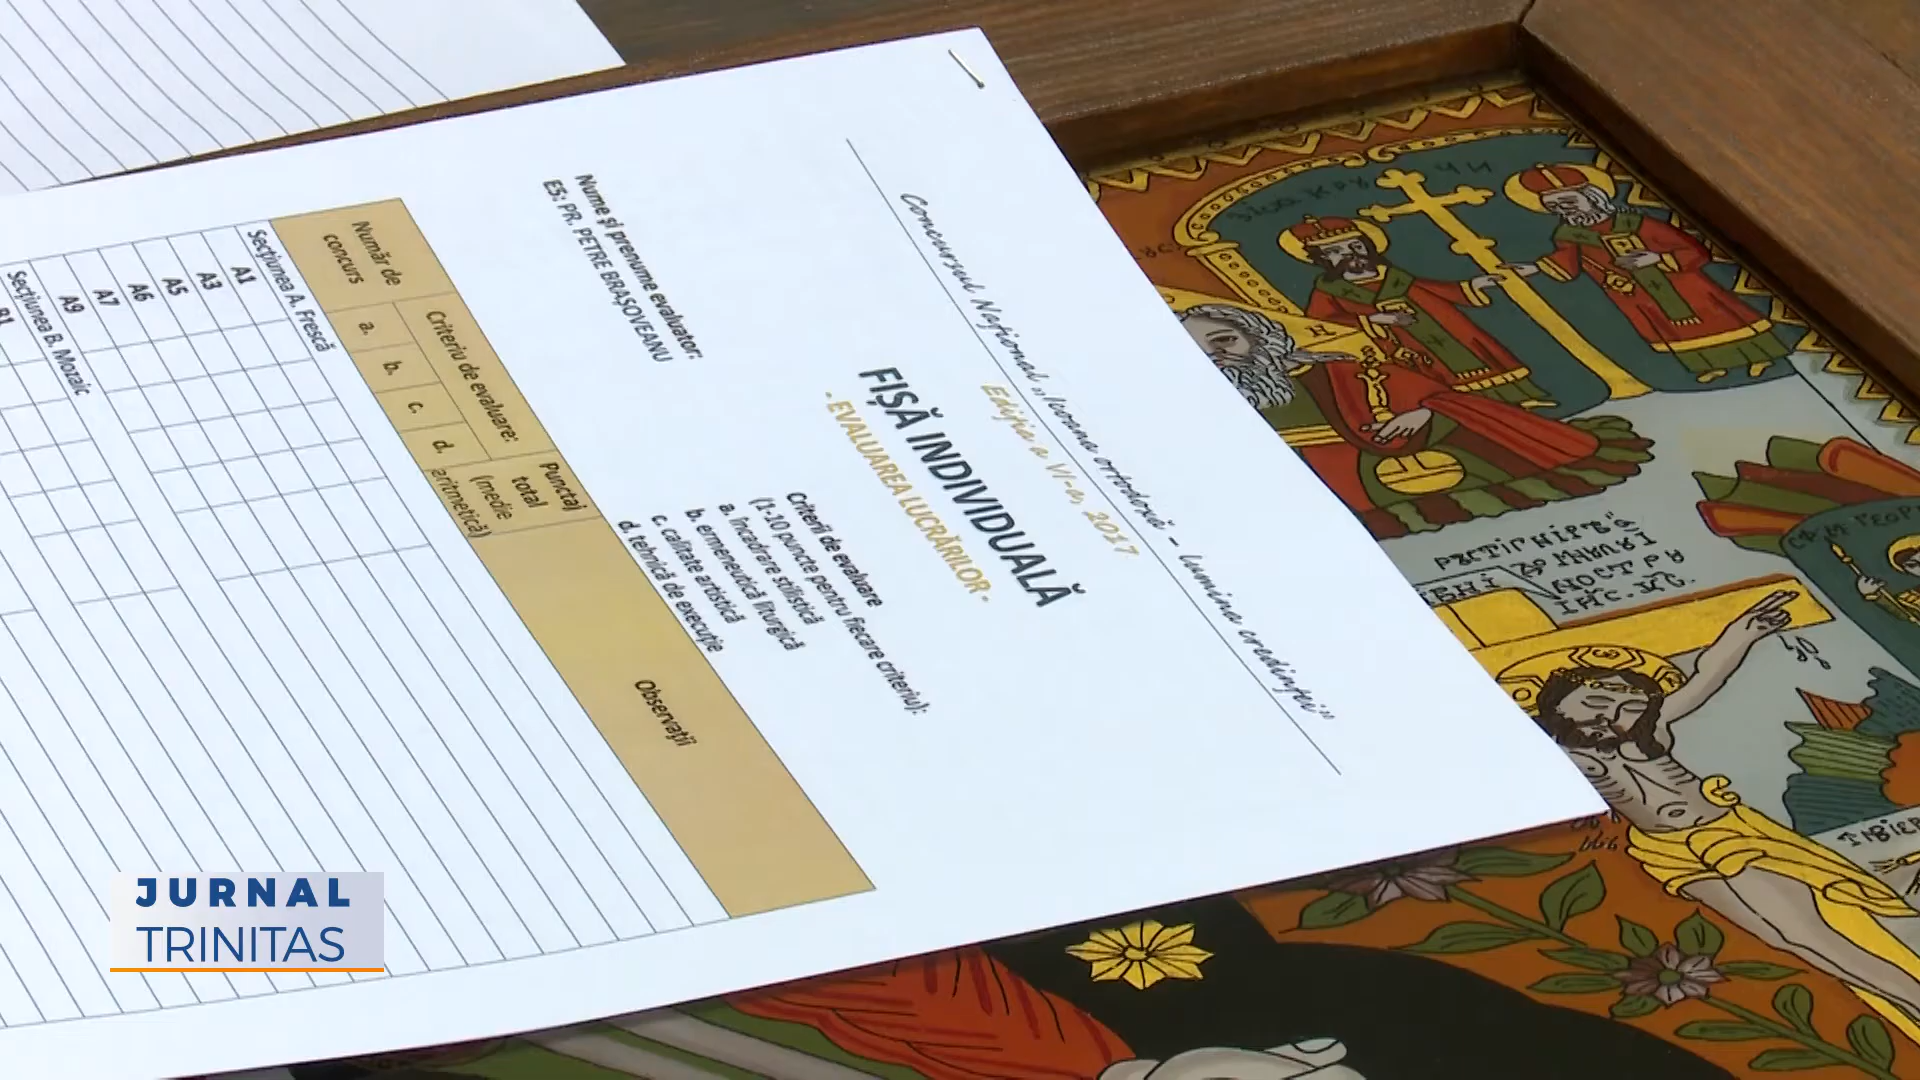 Concursul Național „Icoana ortodoxă – lumina credinței”
Ediția a VI-a, 2017
FIȘĂ INDIVIDUALĂ
- EVALUAREA LUCRĂRILOR -
Nume și prenume evaluator:
ES: PR. PETRE BRAȘOVEANU
Criterii de evaluare
(1-10 puncte pentru fiecare criteriu):
a. încadrare stilistică
b. ermeneutică liturgică
c. calitate artistică
d. tehnică de execuție
Număr de
concurs
Criteriu de evaluare:
a.
b.
c.
d.
Punctaj
total
(medie
aritmetică)
Observații
Secțiunea A. Frescă
A1
A3
A5
A6
A7
A9
Secțiunea B. Mozaic
B1
JURNAL
TRINITAS